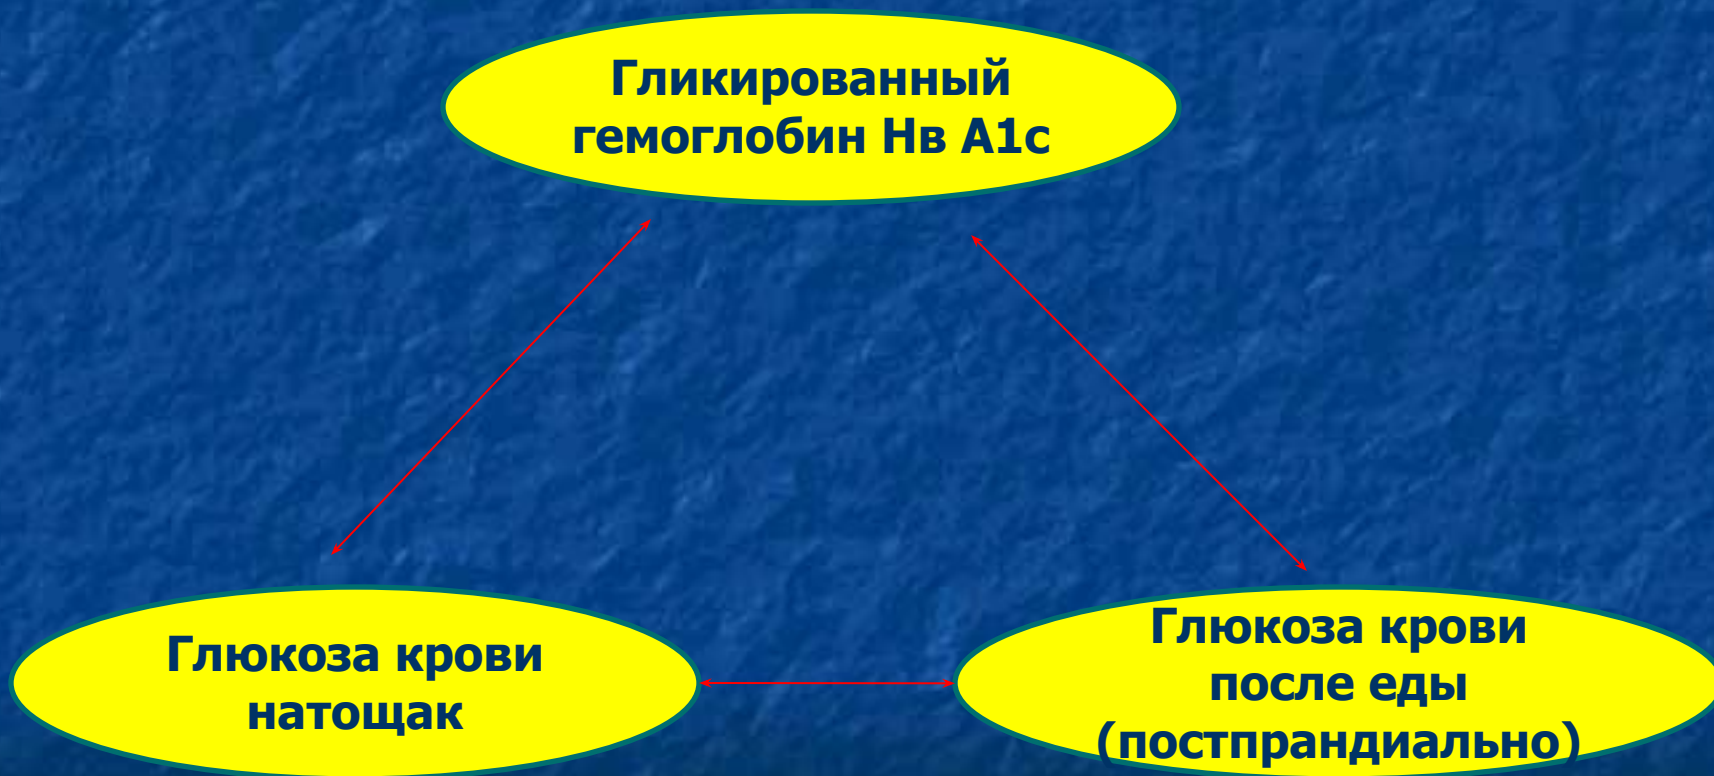 Гликированный
гемоглобин Нв А1с
Глюкоза крови
натощак
Глюкоза крови
после еды
(постпрандиально)